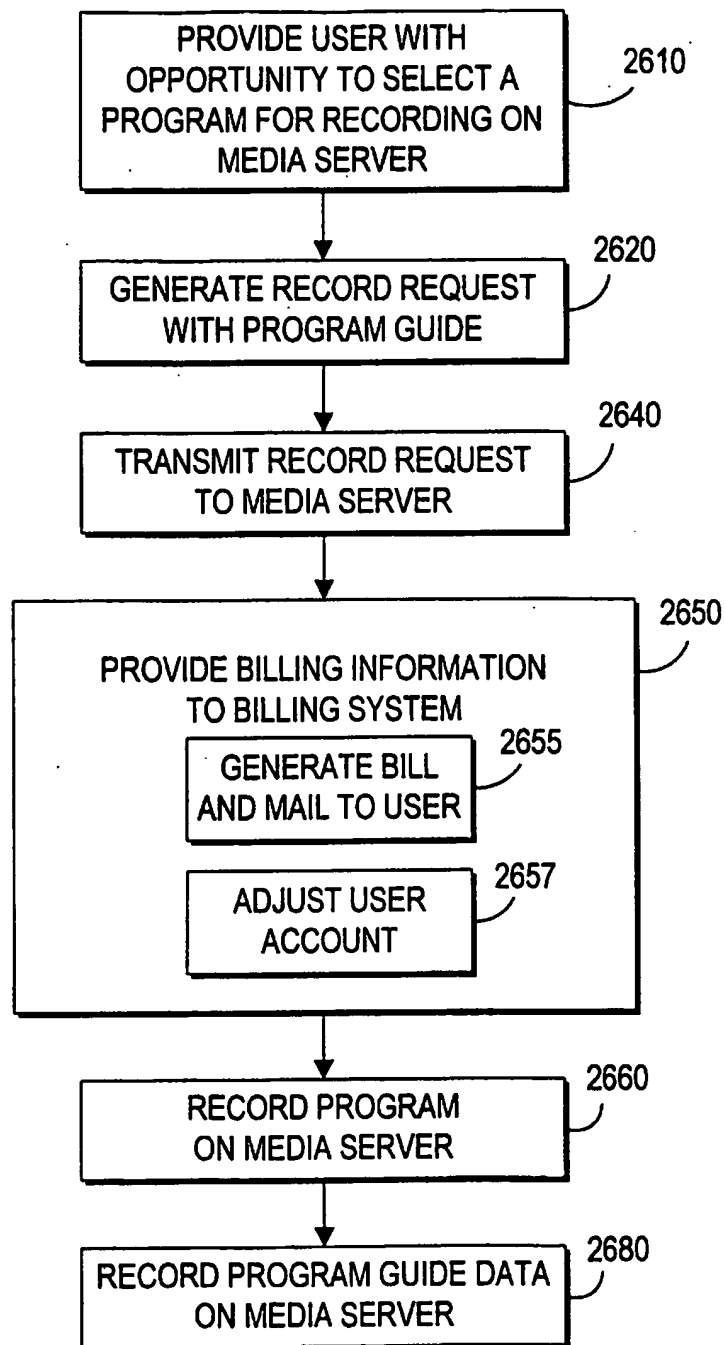 PROVIDE USER WITH
OPPORTUNITY TO SELECT A
PROGRAM FOR RECORDING ON
MEDIA SERVER
2610
GENERATE RECORD REQUEST
WITH PROGRAM GUIDE
2620
TRANSMIT RECORD REQUEST
TO MEDIA SERVER
2640
PROVIDE BILLING INFORMATION
TO BILLING SYSTEM
2650
GENERATE BILL
AND MAIL TO USER
2655
ADJUST USER
ACCOUNT
2657
RECORD PROGRAM
ON MEDIA SERVER
2660
RECORD PROGRAM GUIDE DATA
ON MEDIA SERVER
2680